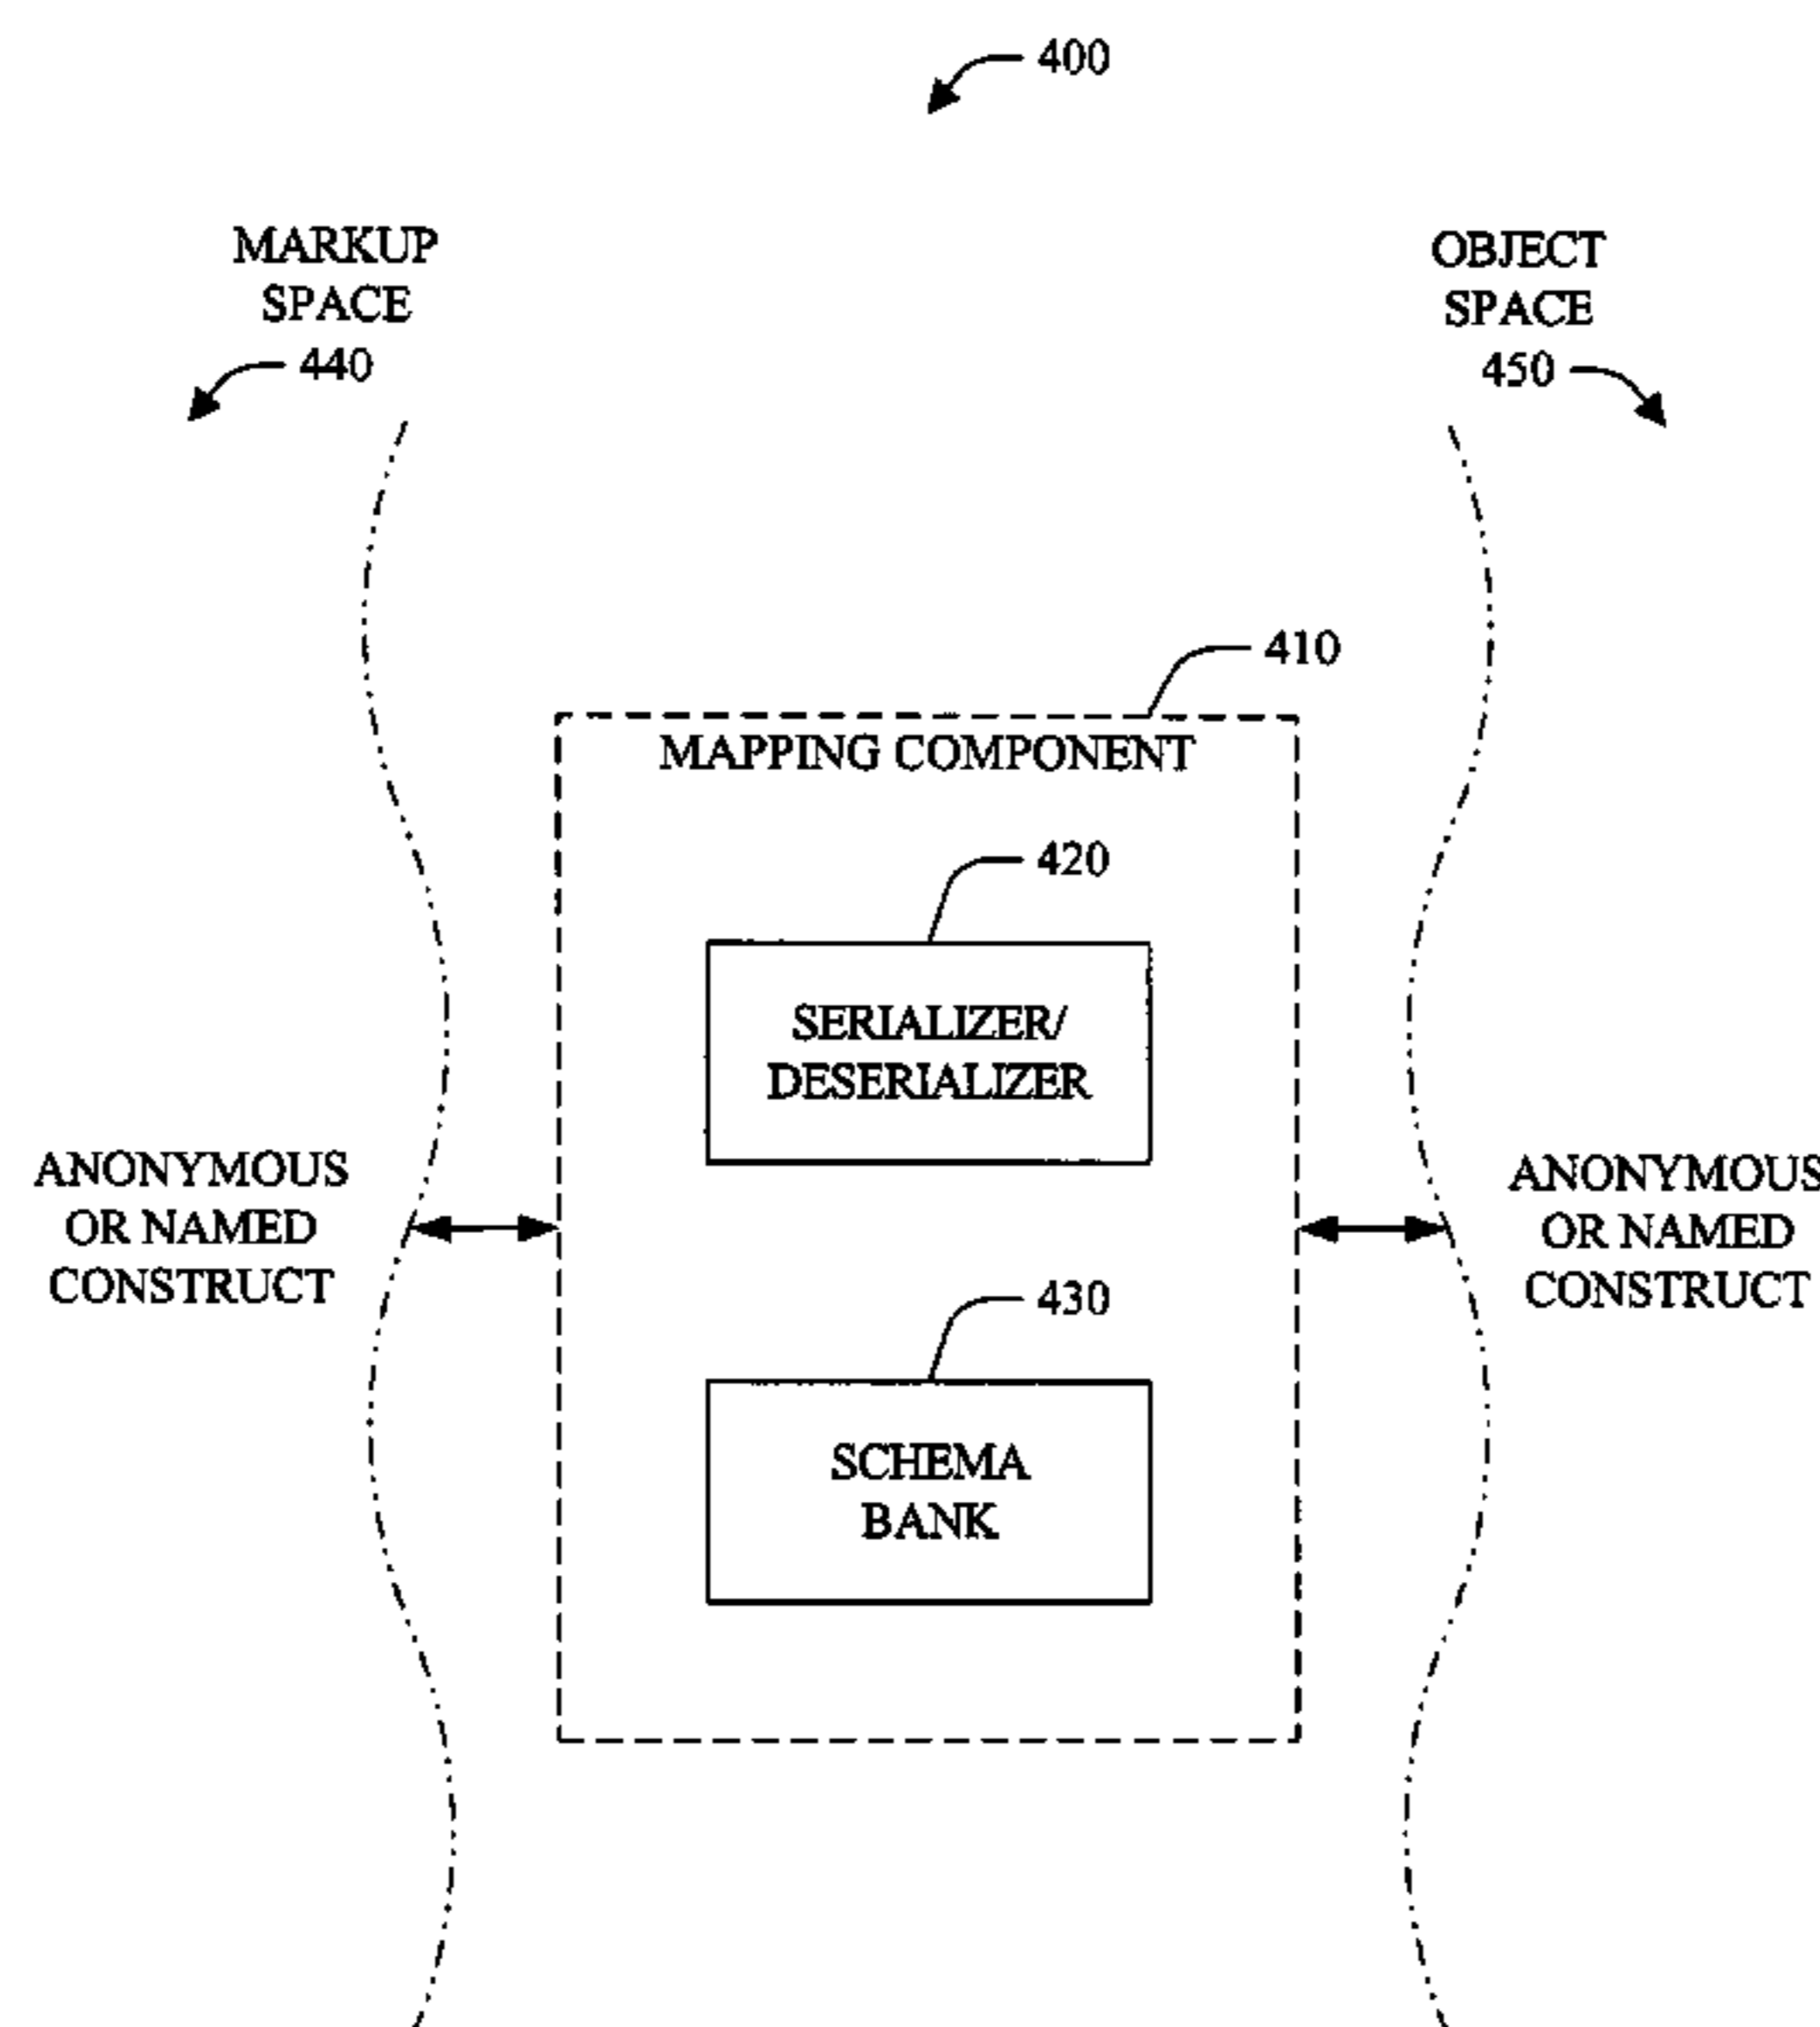 400
MARKUP
SPACE
440
OBJECT
SPACE
450
410
MAPPING COMPONENT
420
SERIALIZER/
DESERIALIZER
ANONYMOUS
OR NAMED
CONSTRUCT
ANONYMOUS
OR NAMED
CONSTRUCT
430
SCHEMA
BANK